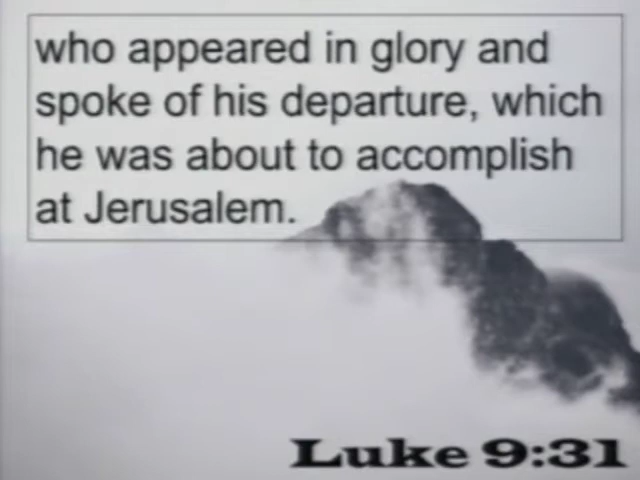 who appeared in glory and
spoke of his departure, which
he was about to accomplish
at Jerusalem.
Luke 9:31